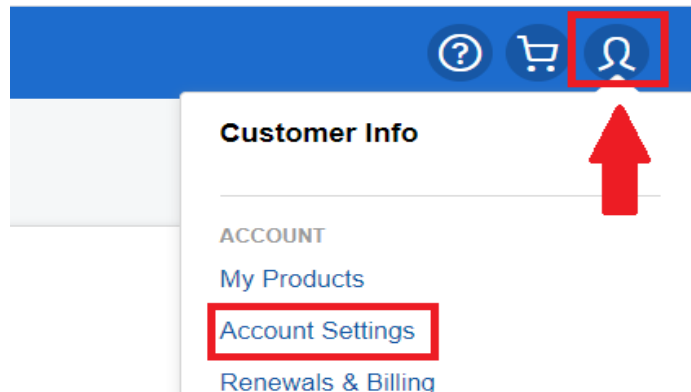 Customer Info
ACCOUNT
My Products
Account Settings
Renewals & Billing